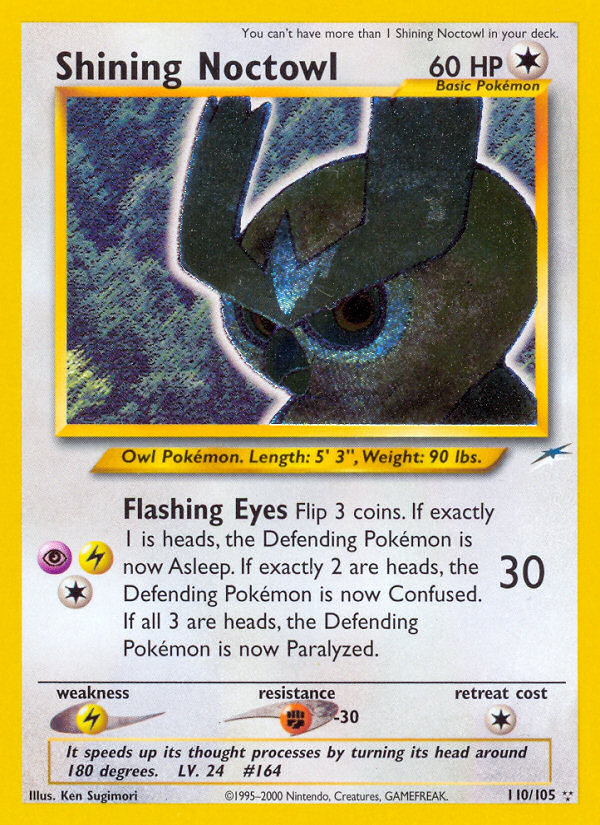 You can't have more than 1 Shining Noctowl in your deck.
Shining Noctowl
60 HP
Basic Pokémon
Owl Pokémon. Length: 5' 3", Weight: 90 lbs.
Flashing Eyes Flip 3 coins. If exactly
1 is heads, the Defending Pokémon is
now Asleep. If exactly 2 are heads, the
Defending Pokémon is now Confused.
If all 3 are heads, the Defending
Pokémon is now Paralyzed.
30
weakness
resistance
retreat cost
-30
It speeds up its thought processes by turning its head around
180 degrees. LV. 24 #164
Illus. Ken Sugimori
©1995-2000 Nintendo, Creatures, GAMEFREAK.
110/105